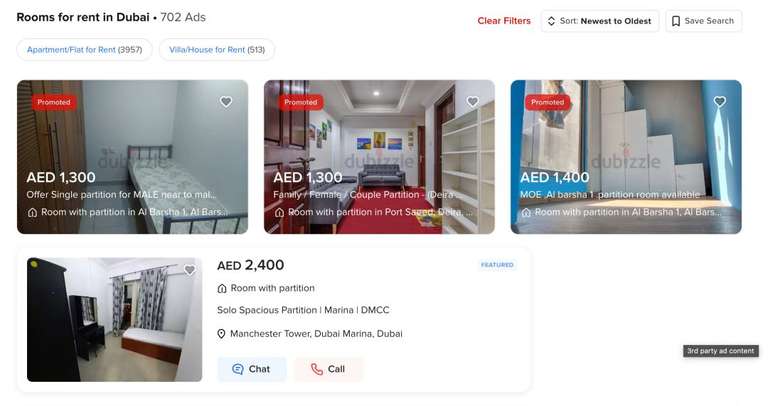 Rooms for rent in Dubai • 702 Ads
Clear Filters
Sort: Newest to Oldest
Save Search
Apartment/Flat for Rent (3957)
Villa/House for Rent (513)
Promoted
dubizzle
AED 1,300
Offer Single partition for MALE near to mal...
Room with partition in Al Barsha 1, Al Bars...
Promoted
dubizzle
AED 1,300
Family / Female / Couple Partition - (Deira ...
Room with partition in Port Saeed, Deira, ...
Promoted
dubizzle
AED 1,400
MOE ,Al barsha 1 .partition room available
Room with partition in Al Barsha 1, Al Bars...
AED 2,400
FEATURED
Room with partition
Solo Spacious Partition | Marina | DMCC
Manchester Tower, Dubai Marina, Dubai
Chat
Call
3rd party ad content